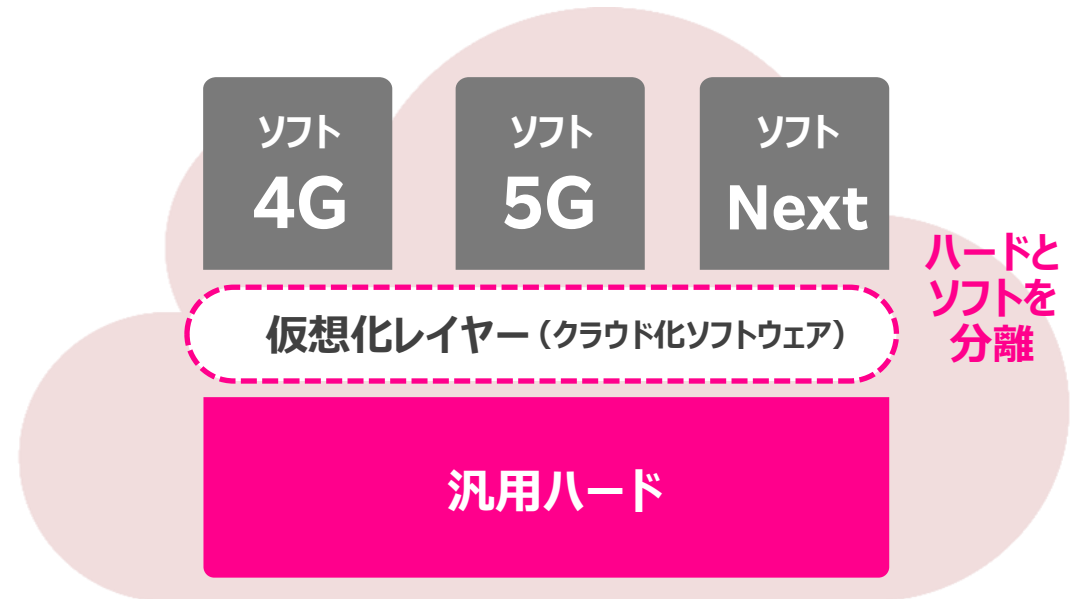 ソフト
4G
ソフト
5G
ソフト
Next
ハードと
ソフトを
分離
仮想化レイヤー（クラウド化ソフトウェア）
汎用ハード